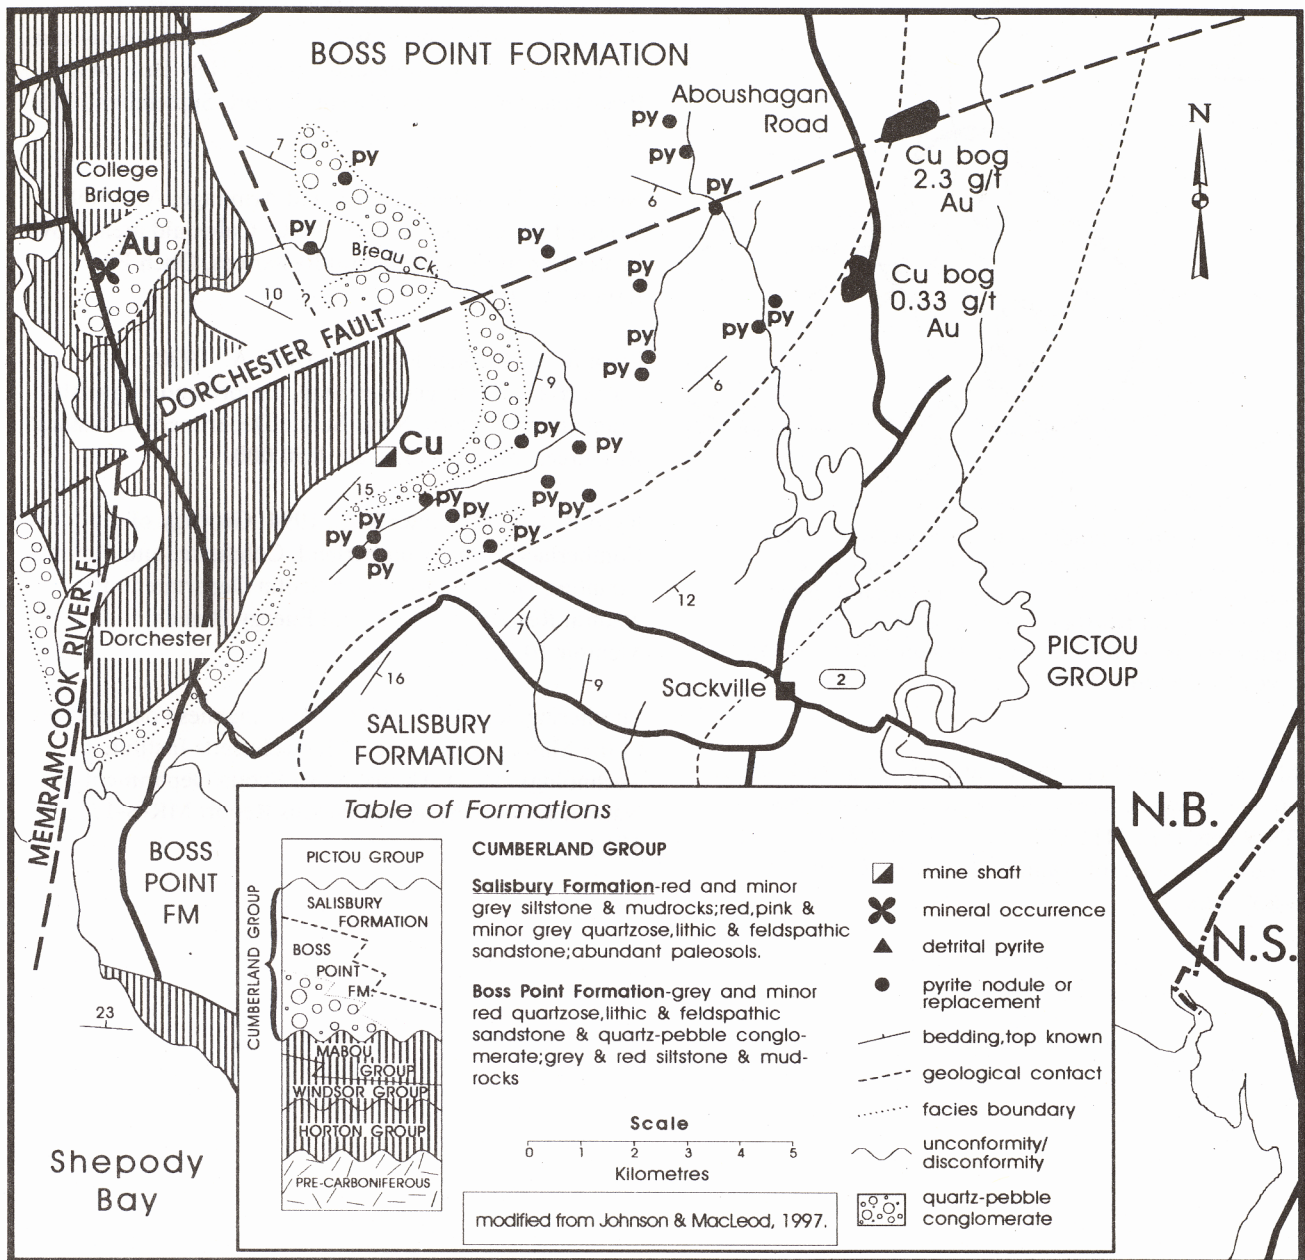 BOSS POINT FORMATION
Aboushagan
Road
N
College
Bridge
Au
7
py
py
Breau Ck.
10
?
DORCHESTER FAULT
py
py
py
py
6
Cu bog
2.3 g/t
Au
Cu bog
0.33 g/t
Au
py
py
py
py
6
9
Cu
py
py
15
py
py
py
py
py
py
py
py
MEMRAMCOOK RIVER F.
Dorchester
12
7
16
9
Sackville
2
PICTOU
GROUP
SALISBURY
FORMATION
BOSS
POINT
FM
23
Shepody
Bay
N.B.
N.S.
Table of Formations
PICTOU GROUP
CUMBERLAND GROUP
SALISBURY
FORMATION
BOSS
POINT
FM.
MABOU
GROUP
WINDSOR GROUP
HORTON GROUP
PRE-CARBONIFEROUS
CUMBERLAND GROUP
Salisbury Formation-red and minor
grey siltstone & mudrocks;red,pink &
minor grey quartzose,lithic & feldspathic
sandstone;abundant paleosols.
Boss Point Formation-grey and minor
red quartzose,lithic & feldspathic
sandstone & quartz-pebble conglo-
merate;grey & red siltstone & mud-
rocks
Scale
0 1 2 3 4 5
Kilometres
modified from Johnson & MacLeod, 1997.
mine shaft
mineral occurrence
detrital pyrite
pyrite nodule or
replacement
bedding,top known
geological contact
facies boundary
unconformity/
disconformity
quartz-pebble
conglomerate